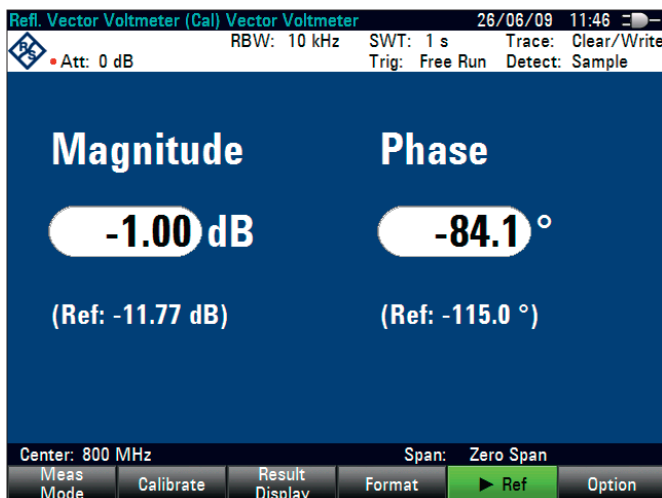 Refl. Vector Voltmeter (Cal) Vector Voltmeter 26/06/09 11:46
R&S RBW: 10 kHz SWT: 1 s Trace: Clear/Write
Att: 0 dB Trig: Free Run Detect: Sample
Magnitude Phase
-1.00 dB -84.1 °
(Ref: -11.77 dB) (Ref: -115.0 °)
Center: 800 MHz Span: Zero Span
Meas Mode Calibrate Result Display Format ► Ref Option